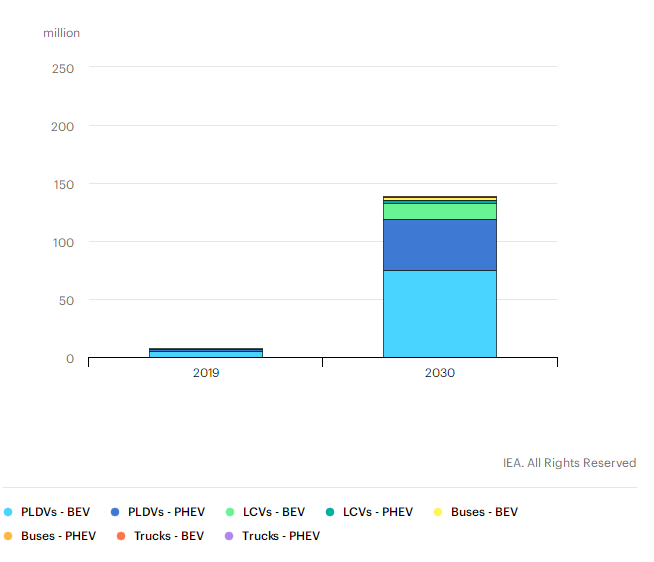 million
250
200
150
100
50
0
2019 2030
IEA. All Rights Reserved
PLDVs - BEV PLDVs - PHEV LCVs - BEV LCVs - PHEV Buses - BEV
Buses - PHEV Trucks - BEV Trucks - PHEV